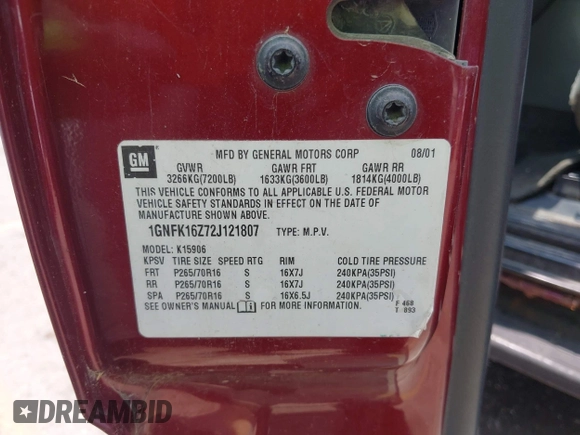 GM
MFD BY GENERAL MOTORS CORP 08/01
GVWR GAWR FRT GAWR RR
3266KG(7200LB) 1633KG(3600LB) 1814KG(4000LB)
THIS VEHICLE CONFORMS TO ALL APPLICABLE U.S. FEDERAL MOTOR
VEHICLE SAFETY STANDARDS IN EFFECT ON THE DATE OF
MANUFACTURE SHOWN ABOVE.
1GNFK16Z72J121807 TYPE: M.P.V.
MODEL: K15906
KPSV TIRE SIZE SPEED RTG RIM COLD TIRE PRESSURE
FRT P265/70R16 S 16X7J 240KPA(35PSI)
RR P265/70R16 S 16X7J 240KPA(35PSI)
SPA P265/70R16 S 16X6.5J 240KPA(35PSI)
SEE OWNER'S MANUAL i FOR MORE INFORMATION.
F 468
T 893
DREAMBID